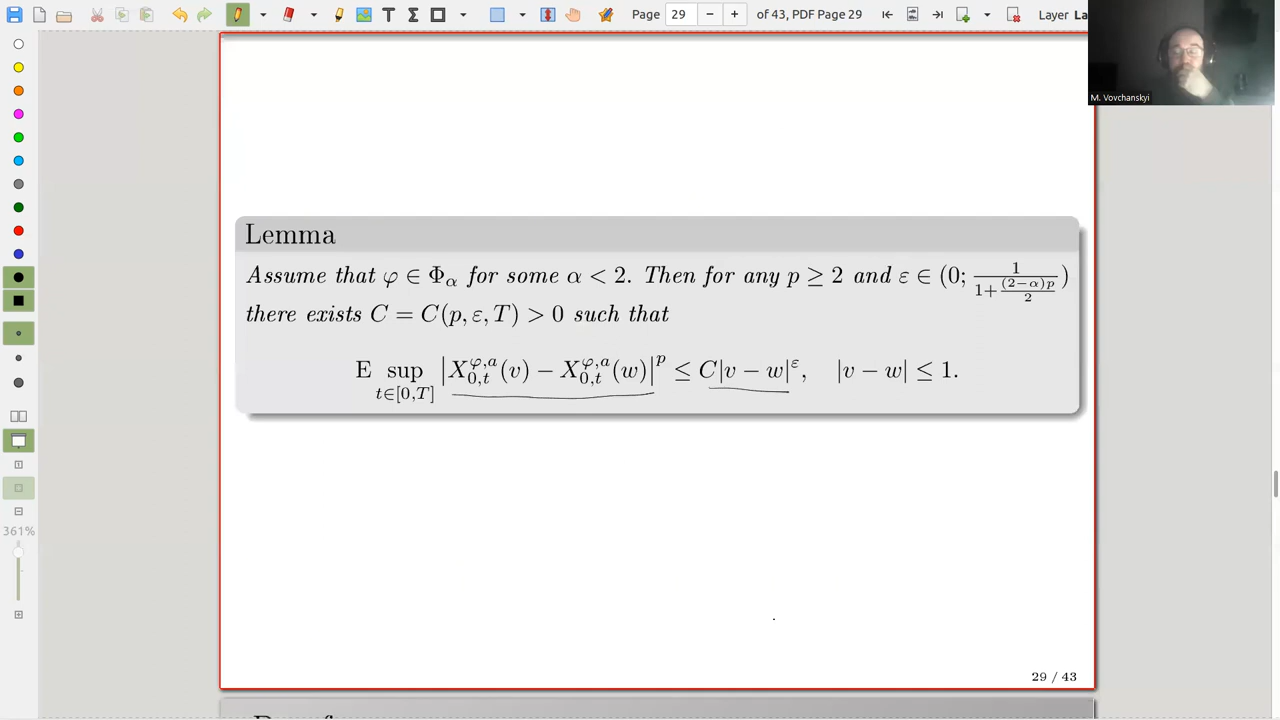 Page 29 of 43, PDF Page 29
Layer La
M. Vovchanskyi
Lemma
Assume that φ ∈ Φ_α for some α < 2. Then for any p ≥ 2 and ε ∈ (0; \frac{1}{1+\frac{(2−α)p}{2}})
there exists C = C(p, ε, T) > 0 such that
E sup_{t∈[0,T]} |X^{φ,a}_{0,t}(v) − X^{φ,a}_{0,t}(w)|^p ≤ C|v − w|^ε, |v − w| ≤ 1.
361%
29 / 43